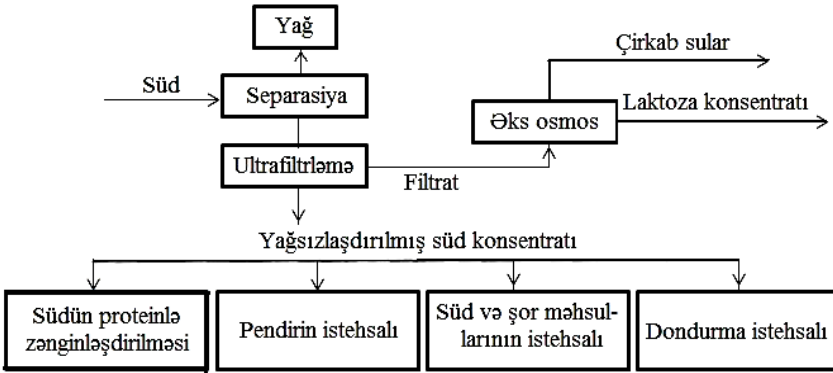 Yağ
Çirkab sular
Süd
Separasiya
Laktoza konsentratı
Əks osmos
Ultrafiltrləmə
Filtrat
Yağsızlaşdırılmış süd konsentratı
Südün proteinlə
zənginləşdirilməsi
Pendirin istehsalı
Süd və şor məhsul-
larının istehsalı
Dondurma istehsalı